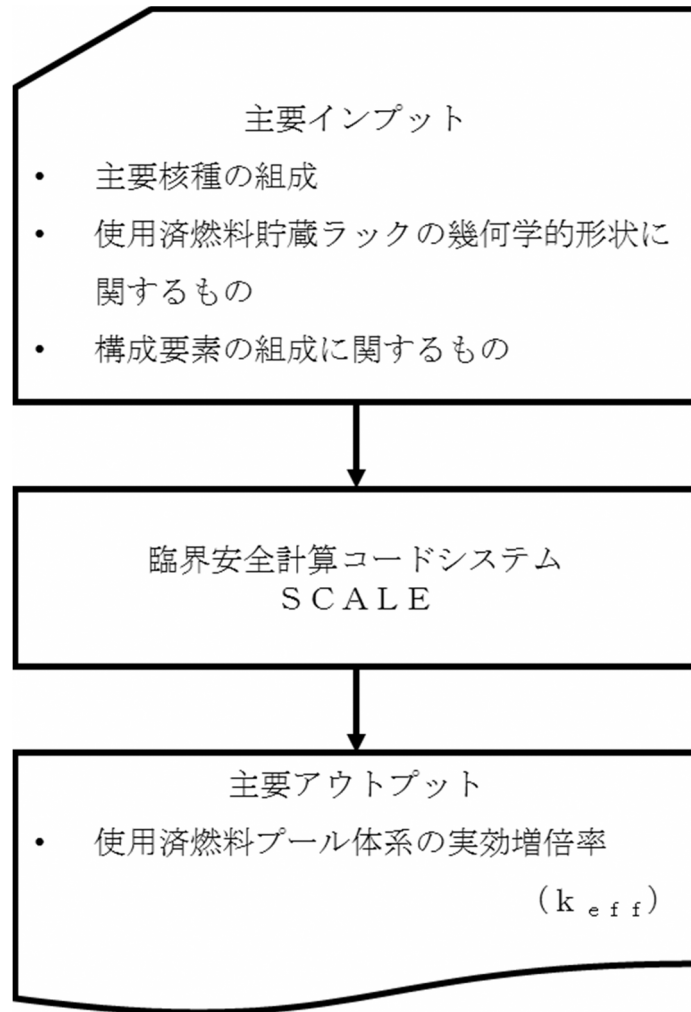 主要インプット
• 主要核種の組成
• 使用済燃料貯蔵ラックの幾何学的形状に
関するもの
• 構成要素の組成に関するもの
臨界安全計算コードシステム
ＳＣＡＬＥ
主要アウトプット
• 使用済燃料プール体系の実効増倍率
（ｋｅｆｆ）